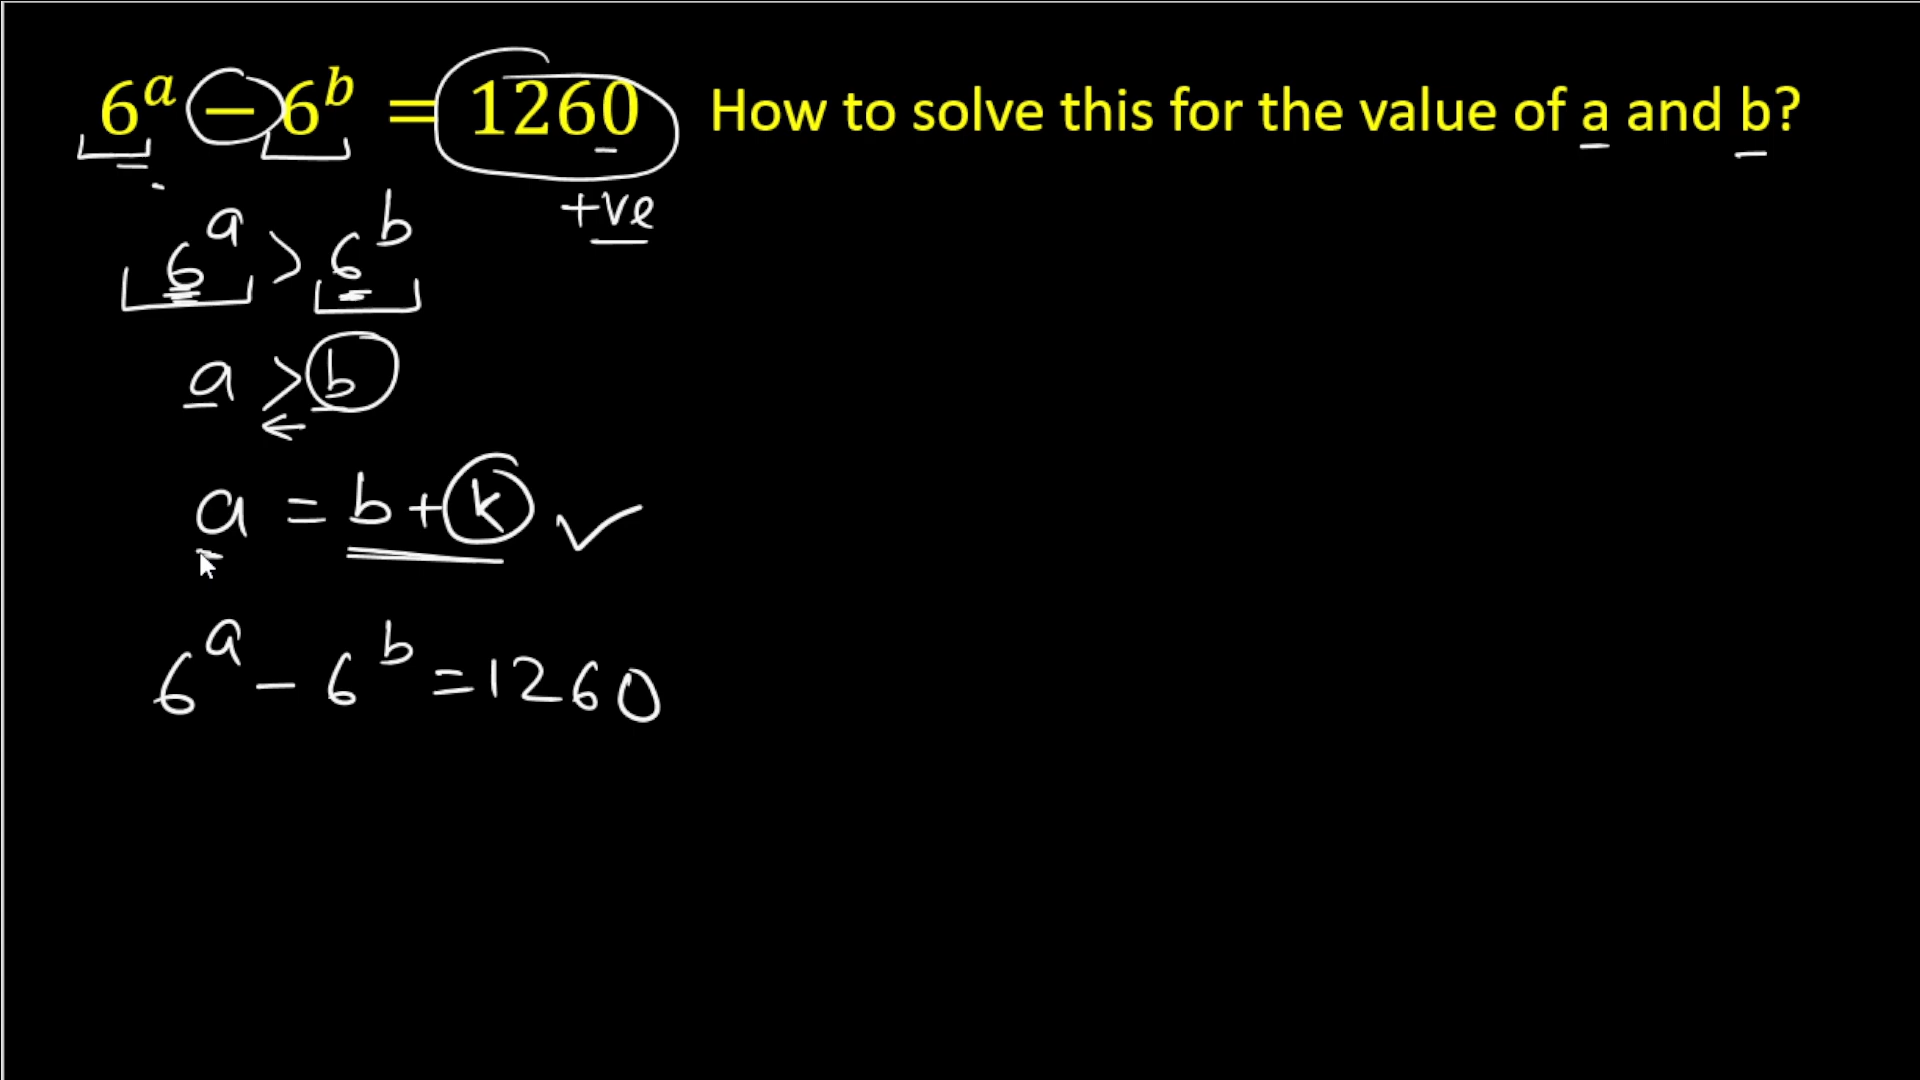 6^a − 6^b = 1260 How to solve this for the value of a and b?
+ve
6^a > 6^b
a > b
a = b + k ✓
6^a − 6^b = 1260